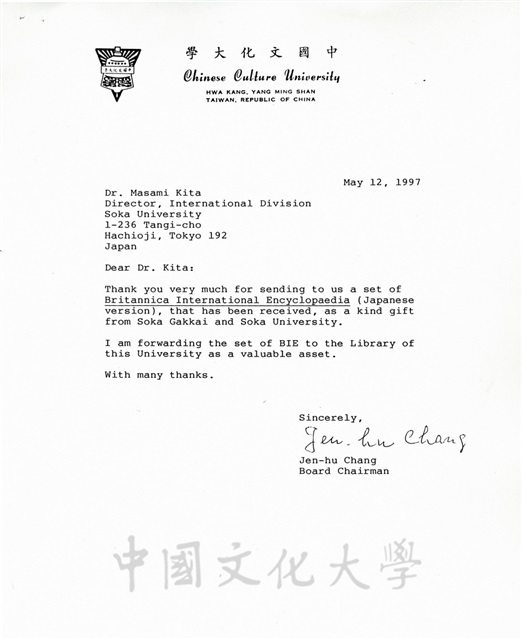 學大化文國中
Chinese Culture University
HWA KANG, YANG MING SHAN
TAIWAN, REPUBLIC OF CHINA
May 12, 1997
Dr. Masami Kita
Director, International Division
Soka University
1-236 Tangi-cho
Hachioji, Tokyo 192
Japan
Dear Dr. Kita:
Thank you very much for sending to us a set of
Britannica International Encyclopaedia (Japanese
version), that has been received, as a kind gift
from Soka Gakkai and Soka University.
I am forwarding the set of BIE to the Library of
this University as a valuable asset.
With many thanks.
Sincerely,
Jen-hu Chang
Jen-hu Chang
Board Chairman
中國文化大學